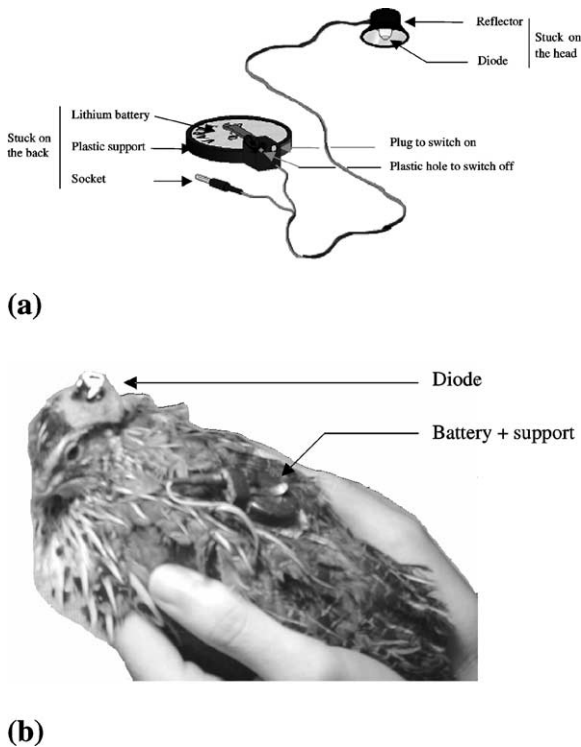 Reflector
Stuck on
the head
Diode
Lithium battery
Stuck on
the back
Plastic support
Plug to switch on
Plastic hole to switch off
Socket
(a)
Diode
Battery + support
(b)